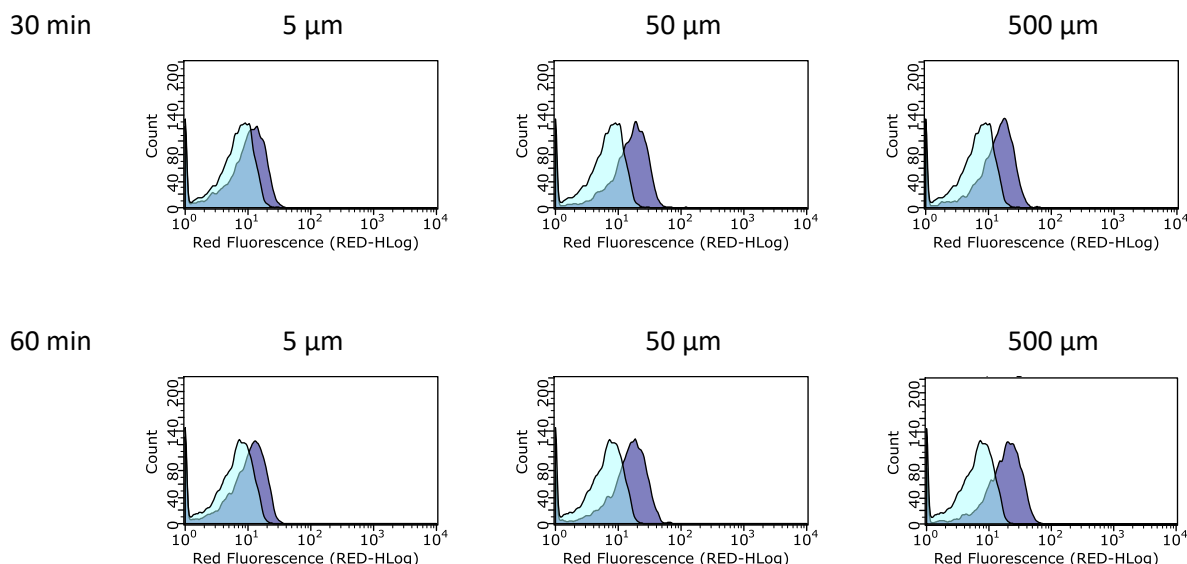 30 min 5 μm 50 μm 500 μm
200 200 200
140 140 140
Count Count Count
80 80 80
40 40 40
0 0 0
10⁰ 10¹ 10² 10³ 10⁴ 10⁰ 10¹ 10² 10³ 10⁴ 10⁰ 10¹ 10² 10³ 10⁴
Red Fluorescence (RED-HLog) Red Fluorescence (RED-HLog) Red Fluorescence (RED-HLog)
60 min 5 μm 50 μm 500 μm
200 200 200
140 140 140
Count Count Count
80 80 80
40 40 40
0 0 0
10⁰ 10¹ 10² 10³ 10⁴ 10⁰ 10¹ 10² 10³ 10⁴ 10⁰ 10¹ 10² 10³ 10⁴
Red Fluorescence (RED-HLog) Red Fluorescence (RED-HLog) Red Fluorescence (RED-HLog)